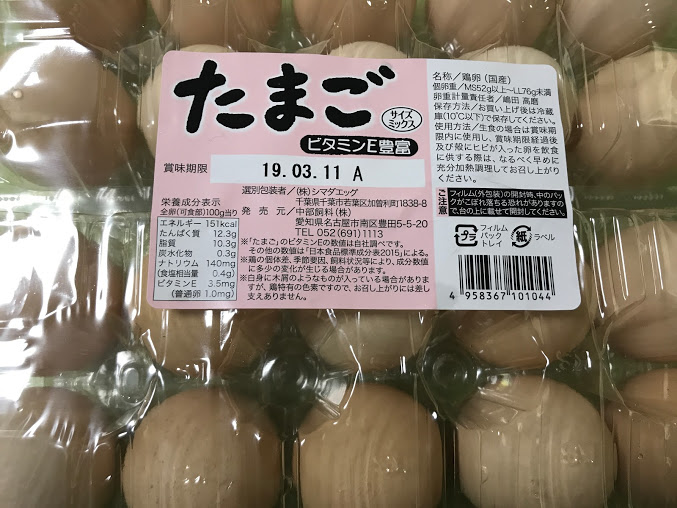 たまご
サイズ
ミックス
ビタミンE豊富
賞味期限
19.03.11 A
栄養成分表示
全卵(可食部)100g当り
エネルギー 151kcal
たんぱく質 12.3g
脂質 10.3g
炭水化物 0.3g
ナトリウム 140mg
(食塩相当量 0.4g)
ビタミンE 3.5mg
(普通卵 1.0mg)
選別包装者/(株)シマダエッグ
千葉県千葉市若葉区加曽利町1838-8
発売元/中部飼料(株)
愛知県名古屋市南区豊田5-5-20
TEL 052(691)1113
※「たまご」のビタミンEの数値は自社調べです。
その他の数値は「日本食品標準成分表2015」による。
※鶏の個体差、季節要因、飼料状況等により、成分数値
に多少の変化が生じる場合があります。
※白身に木屑のようなものが入っている場合があります
が、鶏特有の色素ですので、お召し上がりには差し
支えありません。
名称/鶏卵(国産)
個卵重/MS52g以上〜LL76g未満
卵重計量責任者/嶋田 高磨
保存方法/お買い上げ後は冷蔵
庫(10℃以下)で保存してください。
使用方法/生食の場合は賞味期
限内に使用し、賞味期限経過後
及び殻にヒビが入った卵を飲食
に供する際は、なるべく早めに
充分加熱調理してお召し上がり
ください。
ご注意
フィルム(外包装)の開封時、中のパッ
クがこぼれ落ちる恐れがありますの
で、台の上に載せて開封してください。
プラ
フィルム
パック
トレイ
紙
ラベル
4 958367 101044